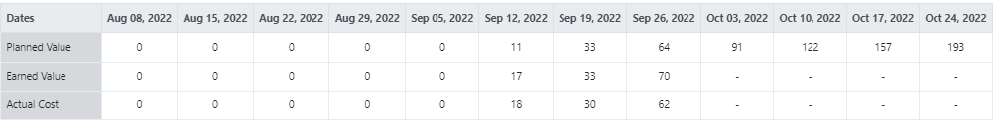 Dates Aug 08, 2022 Aug 15, 2022 Aug 22, 2022 Aug 29, 2022 Sep 05, 2022 Sep 12, 2022 Sep 19, 2022 Sep 26, 2022 Oct 03, 2022 Oct 10, 2022 Oct 17, 2022 Oct 24, 2022
Planned Value 0 0 0 0 0 11 33 64 91 122 157 193
Earned Value 0 0 0 0 0 17 33 70 - - - -
Actual Cost 0 0 0 0 0 18 30 62 - - - -